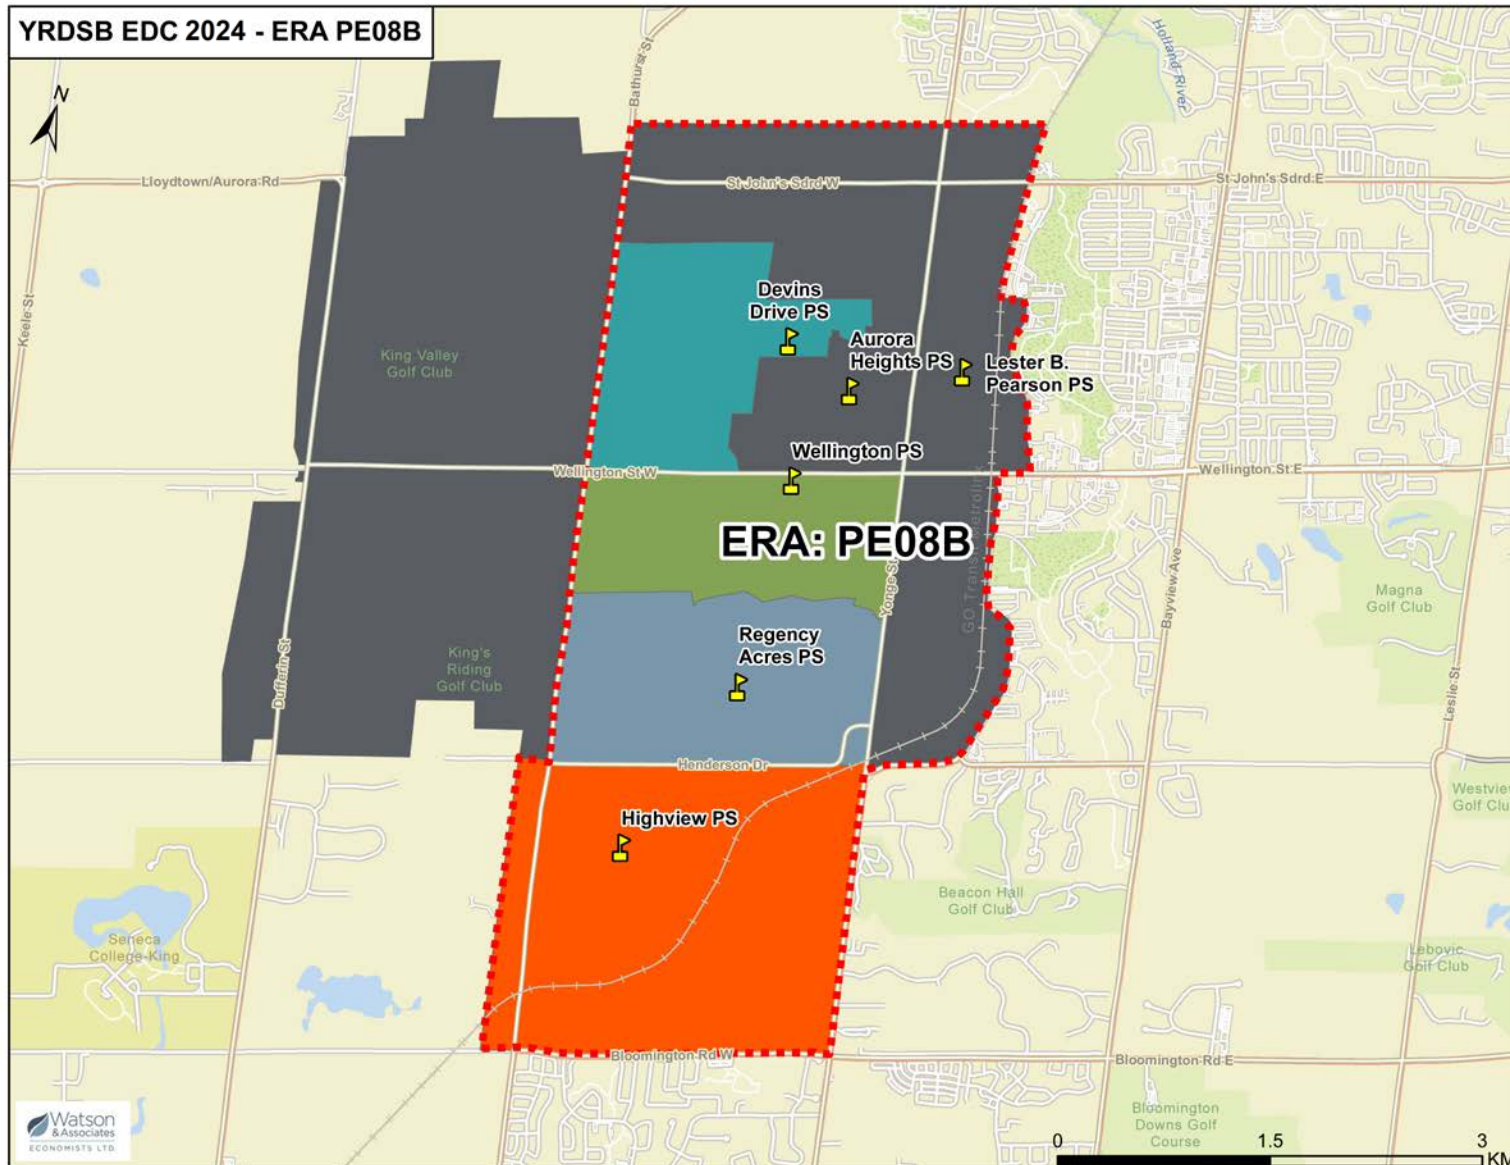 YRDSB EDC 2024 - ERA PE08B
N
Bathurst St
Holland River
Lloydtown/Aurora Rd
St John's Sdrd W
St John's Sdrd E
Keele St
Devins
Drive PS
Aurora
Heights PS
King Valley
Golf Club
Lester B.
Pearson PS
Wellington PS
Wellington St W
Wellington St E
ERA: PE08B
GO Transit Metrolinx
Yonge St
Bayview Ave
Magna
Golf Club
Regency
Acres PS
King's
Riding
Golf Club
Dufferin St
Leslie St
Henderson Dr
Westview
Golf Clu
Highview PS
Beacon Hall
Golf Club
Seneca
College-King
Lebovic
Golf Club
Bloomington Rd W
Bloomington Rd E
Bloomington
Downs Golf
Course
Watson
& Associates
ECONOMISTS LTD.
0 1.5 3
KM